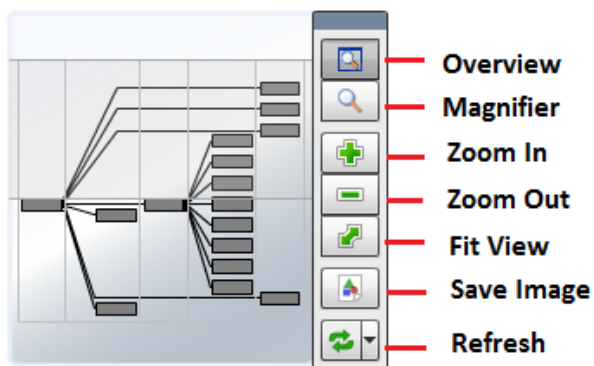 Overview
Magnifier
Zoom In
Zoom Out
Fit View
Save Image
Refresh